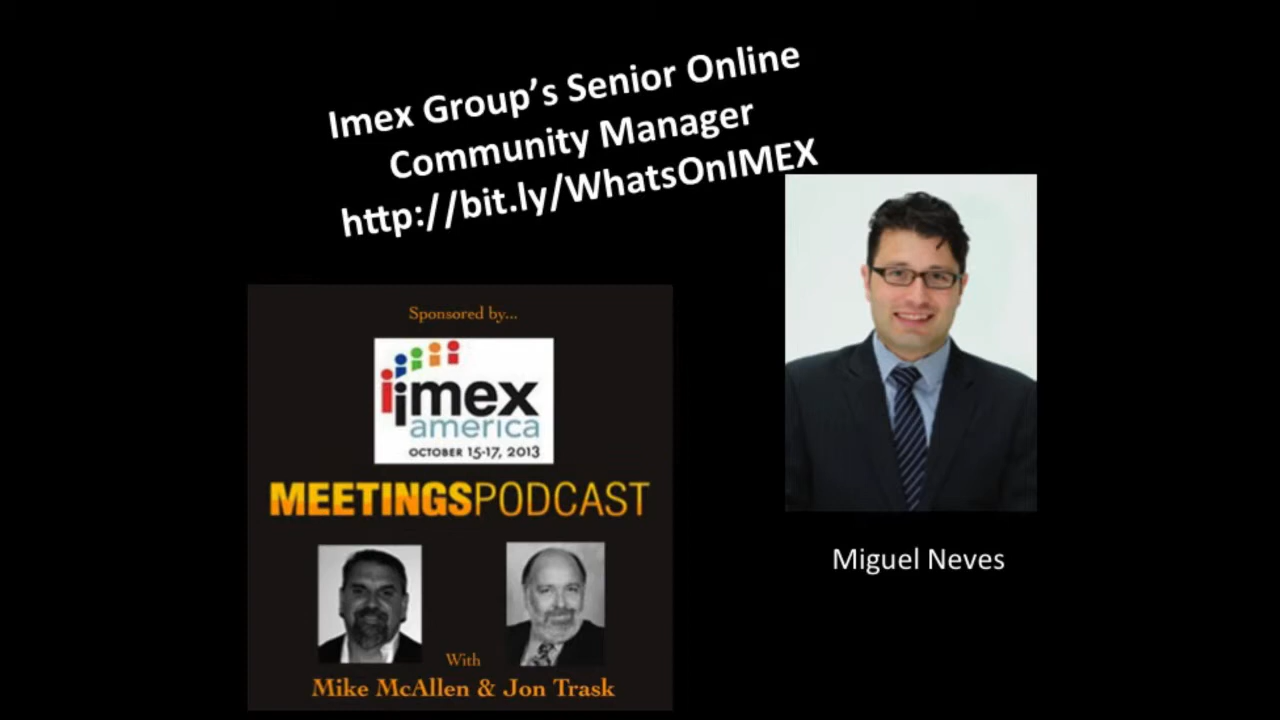 Imex Group's Senior Online
Community Manager
http://bit.ly/WhatsOnIMEX
Sponsored by...
imex
america
OCTOBER 15-17, 2013
MEETINGSPODCAST
With
Mike McAllen & Jon Trask
Miguel Neves